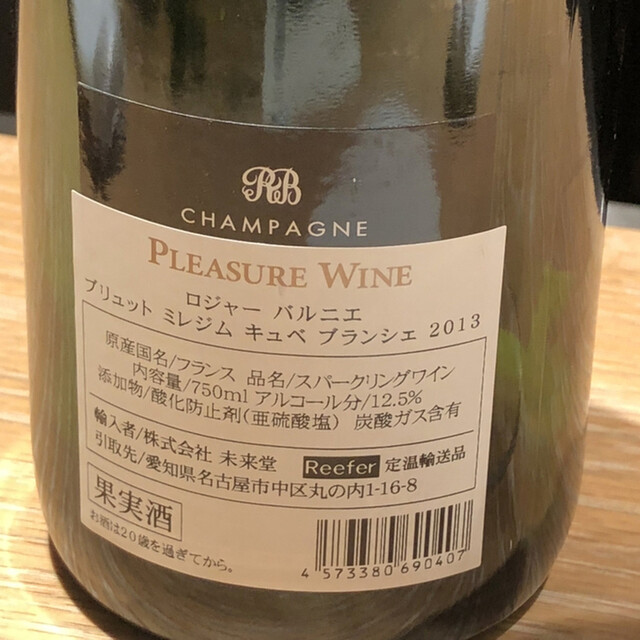 RB
CHAMPAGNE
PLEASURE WINE
ロジャー バルニエ
ブリュット ミレジム キュベ ブランシェ 2013
原産国名/フランス 品名/スパークリングワイン
内容量/750ml アルコール分/12.5%
添加物/酸化防止剤(亜硫酸塩) 炭酸ガス含有
輸入者/株式会社 未来堂 Reefer 定温輸送品
引取先/愛知県名古屋市中区丸の内1-16-8
果実酒
お酒は20歳を過ぎてから。
4 573380 690407